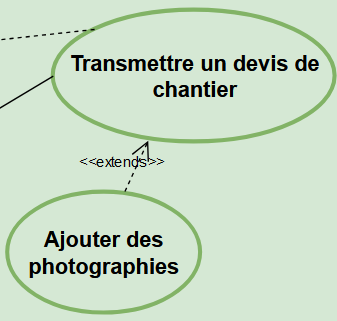 Transmettre un devis de
chantier
<<extends>>
Ajouter des
photographies